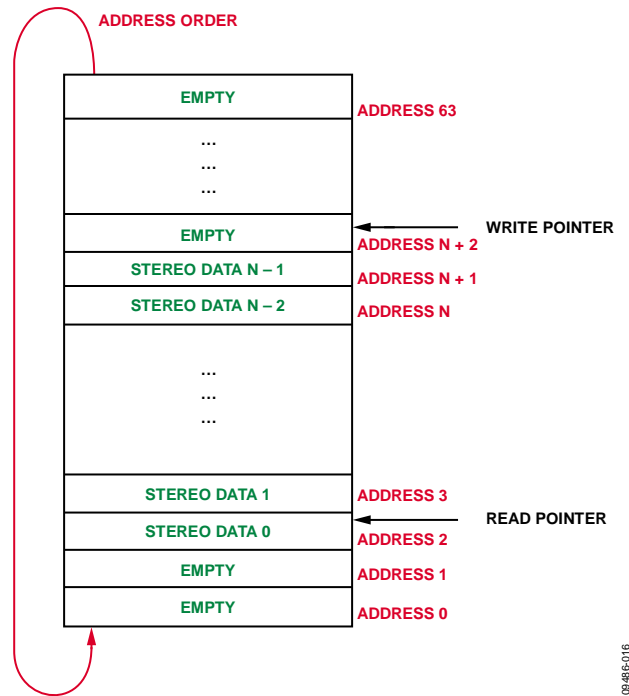 ADDRESS ORDER
EMPTY
ADDRESS 63
...
...
...
WRITE POINTER
EMPTY
ADDRESS N + 2
STEREO DATA N – 1
ADDRESS N + 1
STEREO DATA N – 2
ADDRESS N
...
...
...
STEREO DATA 1
ADDRESS 3
READ POINTER
STEREO DATA 0
ADDRESS 2
EMPTY
ADDRESS 1
EMPTY
ADDRESS 0
09486-016